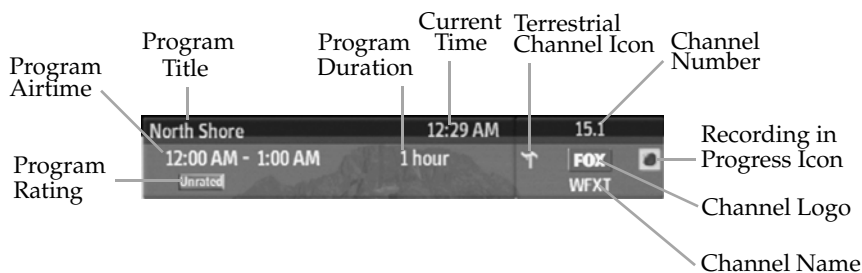 Program
Airtime
Program
Title
Program
Duration
Current
Time
Terrestrial
Channel Icon
Channel
Number
North Shore 12:29 AM 15.1
12:00 AM - 1:00 AM 1 hour FOX
Unrated WFXT
Program
Rating
Recording in
Progress Icon
Channel Logo
Channel Name